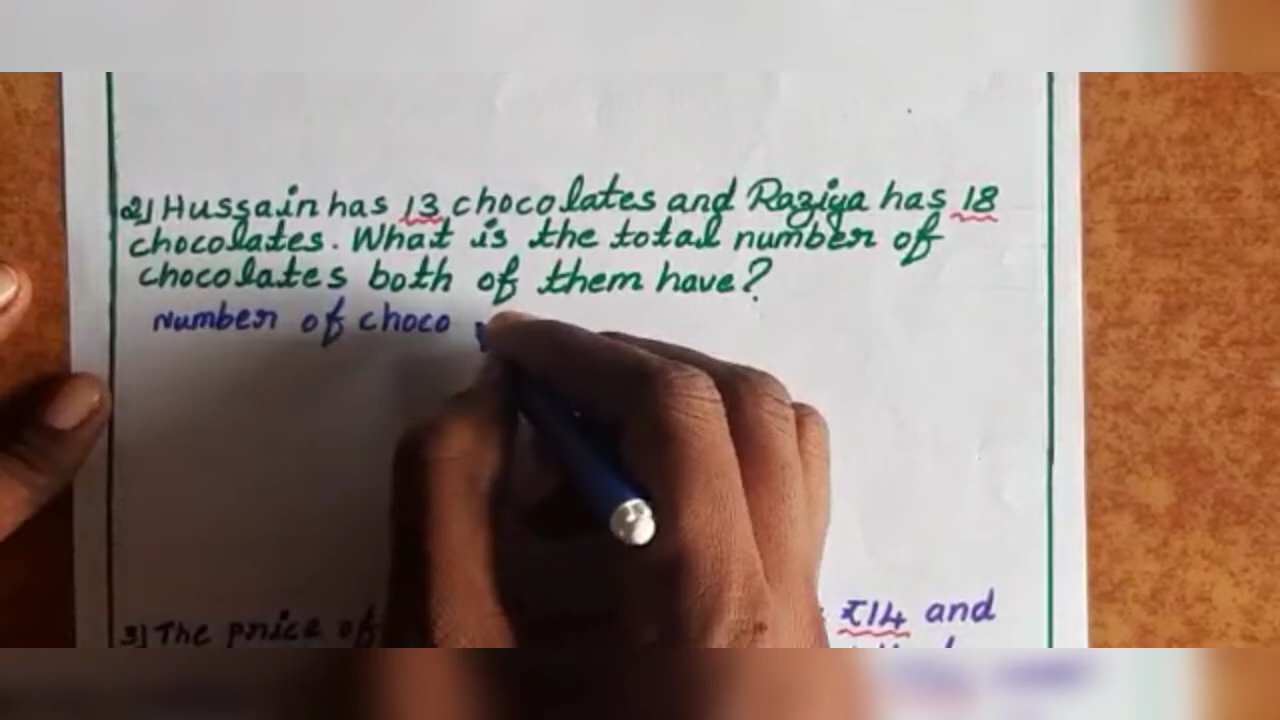 2) Hussain has 13 chocolates and Raziya has 18
chocolates. What is the total number of
chocolates both of them have?
Number of choco
3) The price of ₹14 and